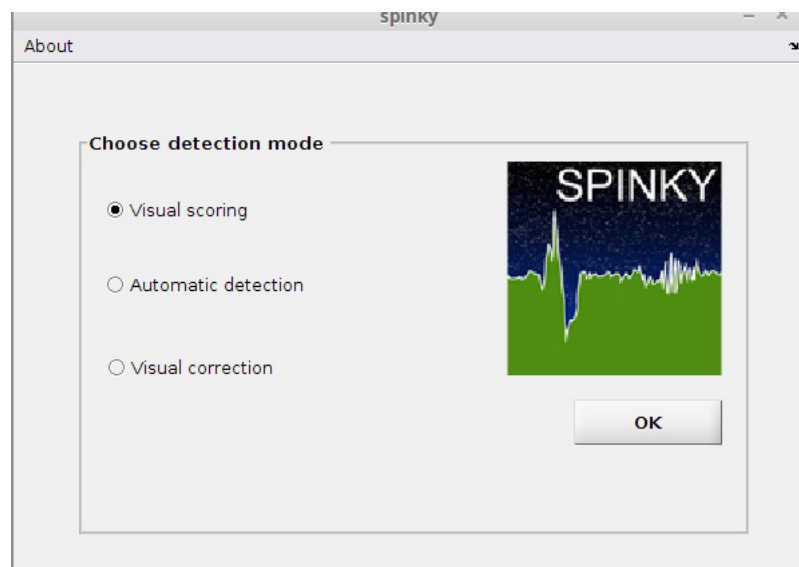 spinky
About
Choose detection mode
Visual scoring
Automatic detection
Visual correction
SPINKY
OK